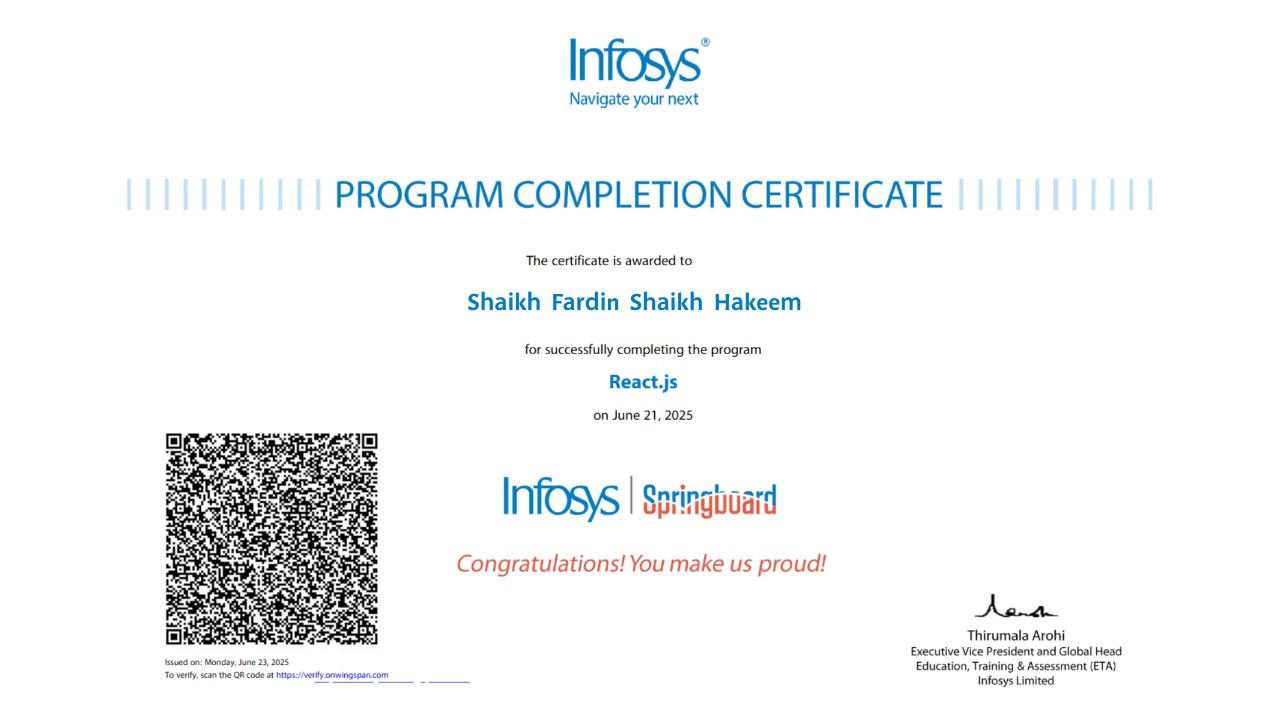 Infosys®
Navigate your next
PROGRAM COMPLETION CERTIFICATE
The certificate is awarded to
Shaikh Fardin Shaikh Hakeem
for successfully completing the program
React.js
on June 21, 2025
Infosys | Springboard
Congratulations! You make us proud!
Thirumala Arohi
Executive Vice President and Global Head
Education, Training & Assessment (ETA)
Infosys Limited
Issued on: Monday, June 23, 2025
To verify, scan the QR code at https://verify.onwingspan.com